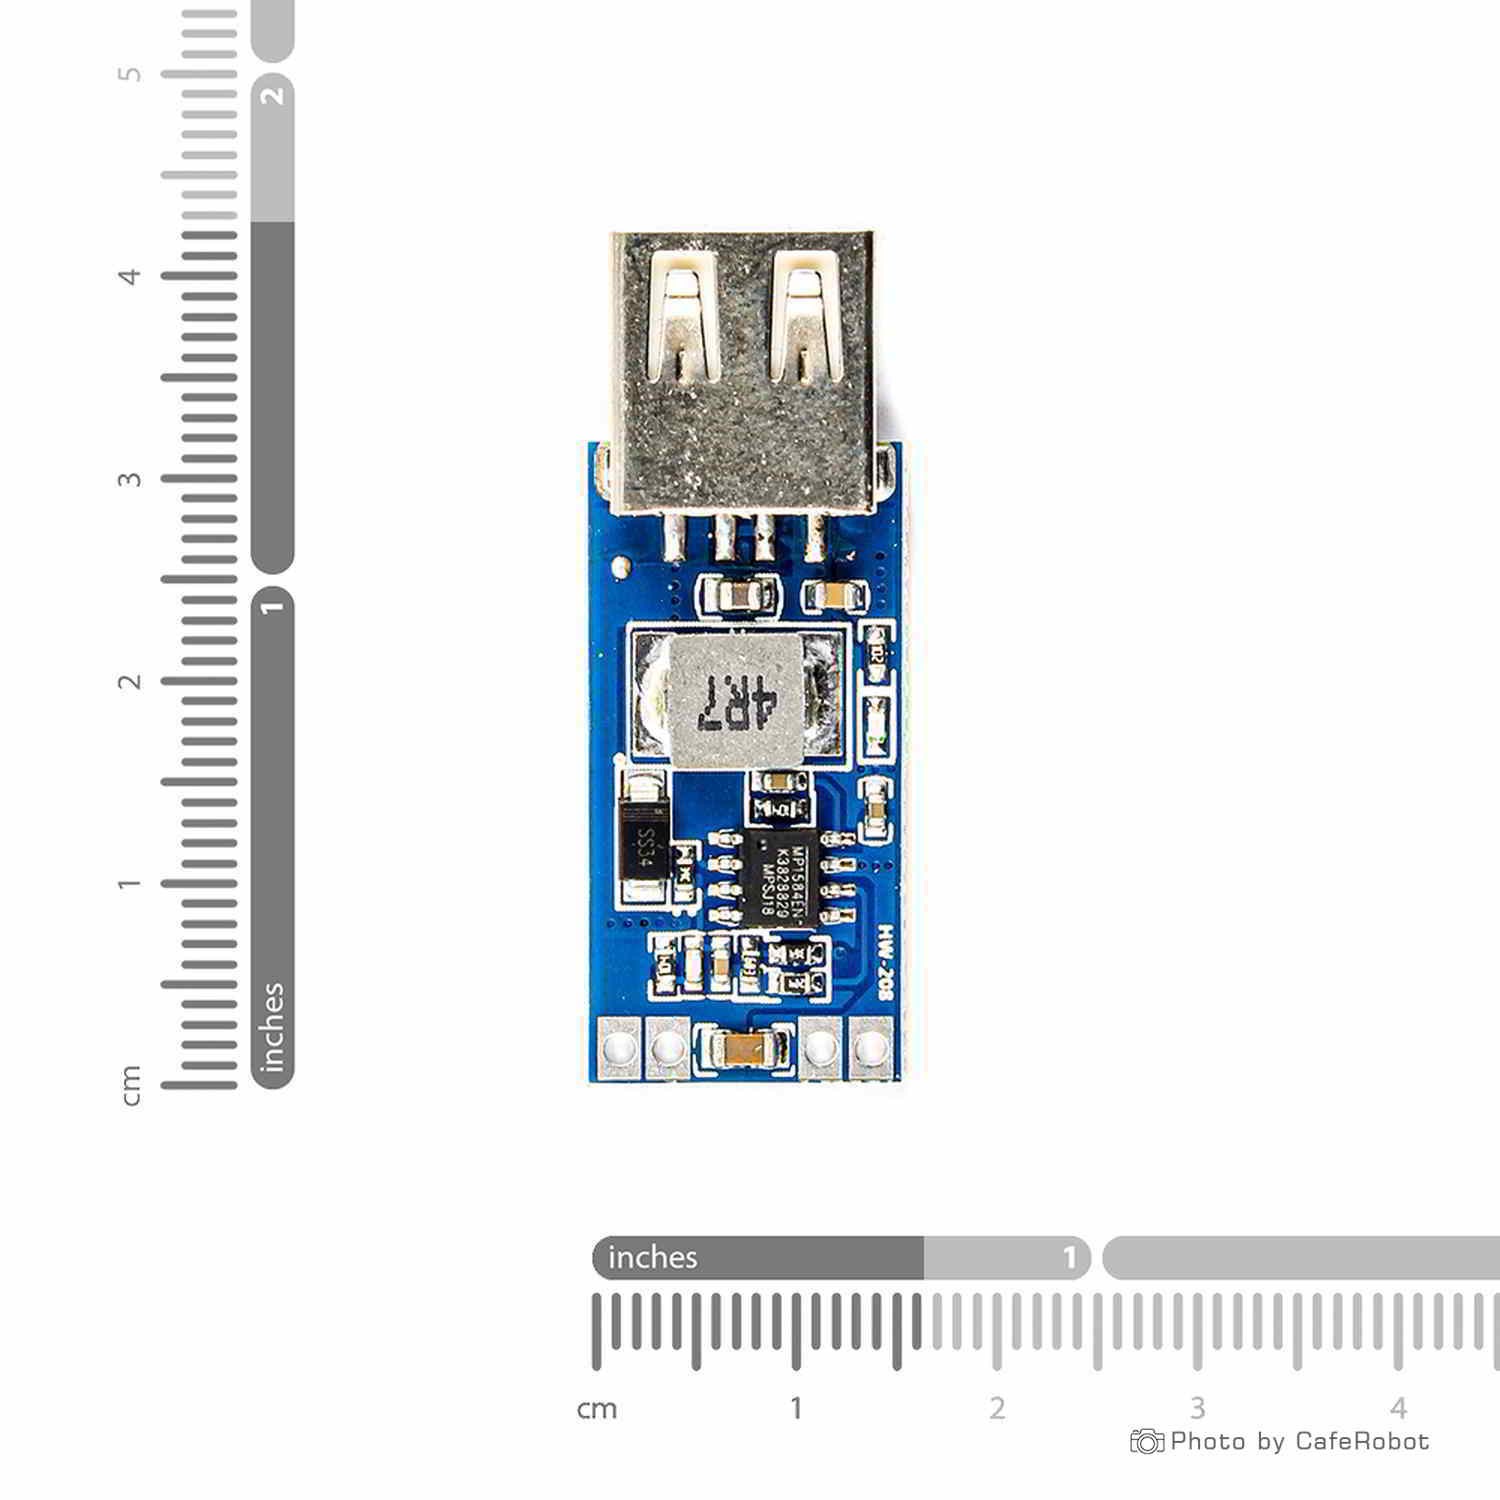 5
4
3
2
1
cm
2
1
inches
4R7
SS34
MP1584EN
K3828829
MPSJ18
HW-208
inches
1
cm
1
2
3
4
Photo by CafeRobot